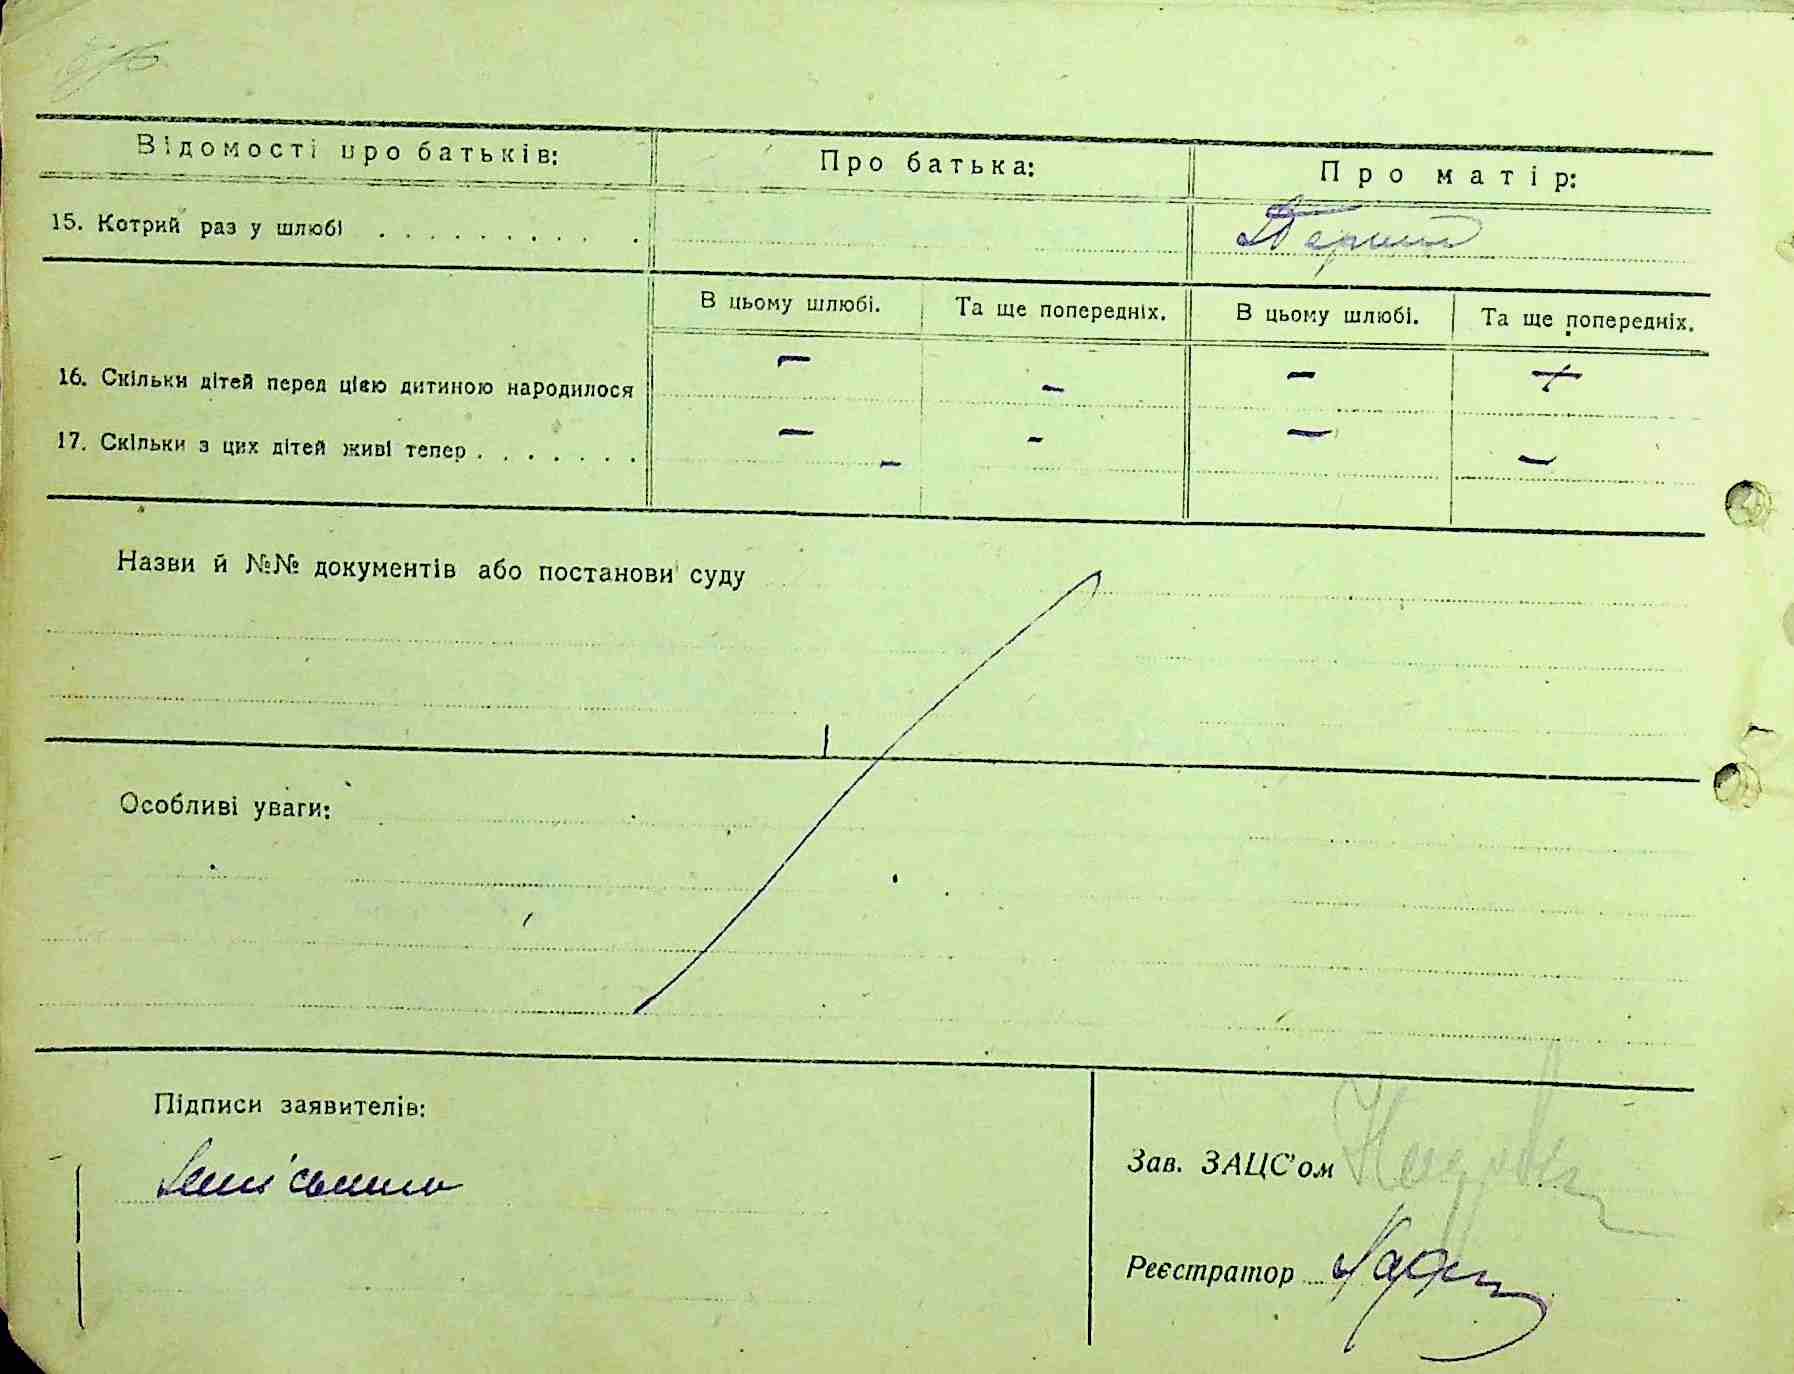 Відомості про батьків: Про батька: Про матір:
15. Котрий раз у шлюбі . . . . . . . . . . Перший
В цьому шлюбі. Та ще попередніх. В цьому шлюбі. Та ще попередніх.
16. Скільки дітей перед цією дитиною народилося — - — —
17. Скільки з цих дітей живі тепер . . . . . . . — - — —
Назви й №№ документів або постанови суду
Особливі уваги:
Підписи заявителів:
Зав. ЗАЦС'ом
Реєстратор